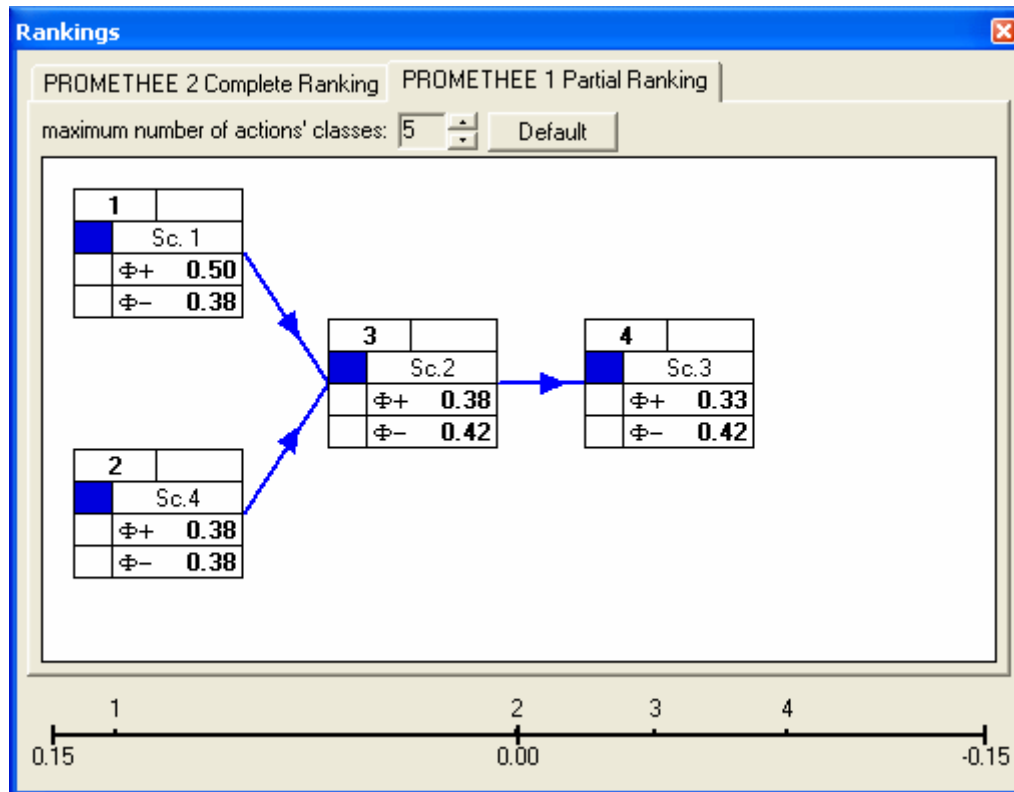 Rankings
PROMETHEE 2 Complete Ranking PROMETHEE 1 Partial Ranking
maximum number of actions' classes: 5 Default
1
Sc. 1
Φ+ 0.50
Φ− 0.38
3
Sc.2
Φ+ 0.38
Φ− 0.42
4
Sc.3
Φ+ 0.33
Φ− 0.42
2
Sc.4
Φ+ 0.38
Φ− 0.38
1 2 3 4
0.15 0.00 -0.15